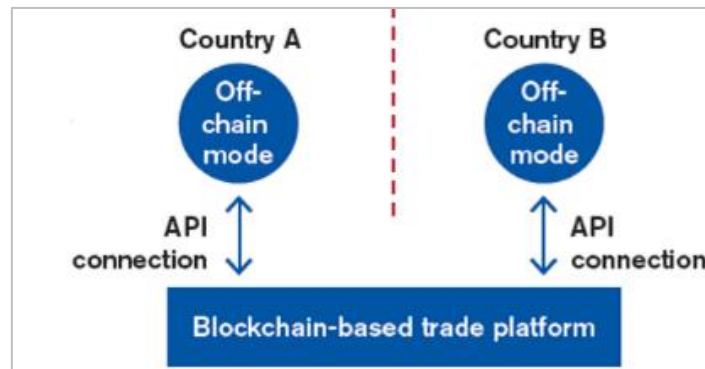 Country A
Country B
Off-
chain
mode
Off-
chain
mode
API
connection
API
connection
Blockchain-based trade platform